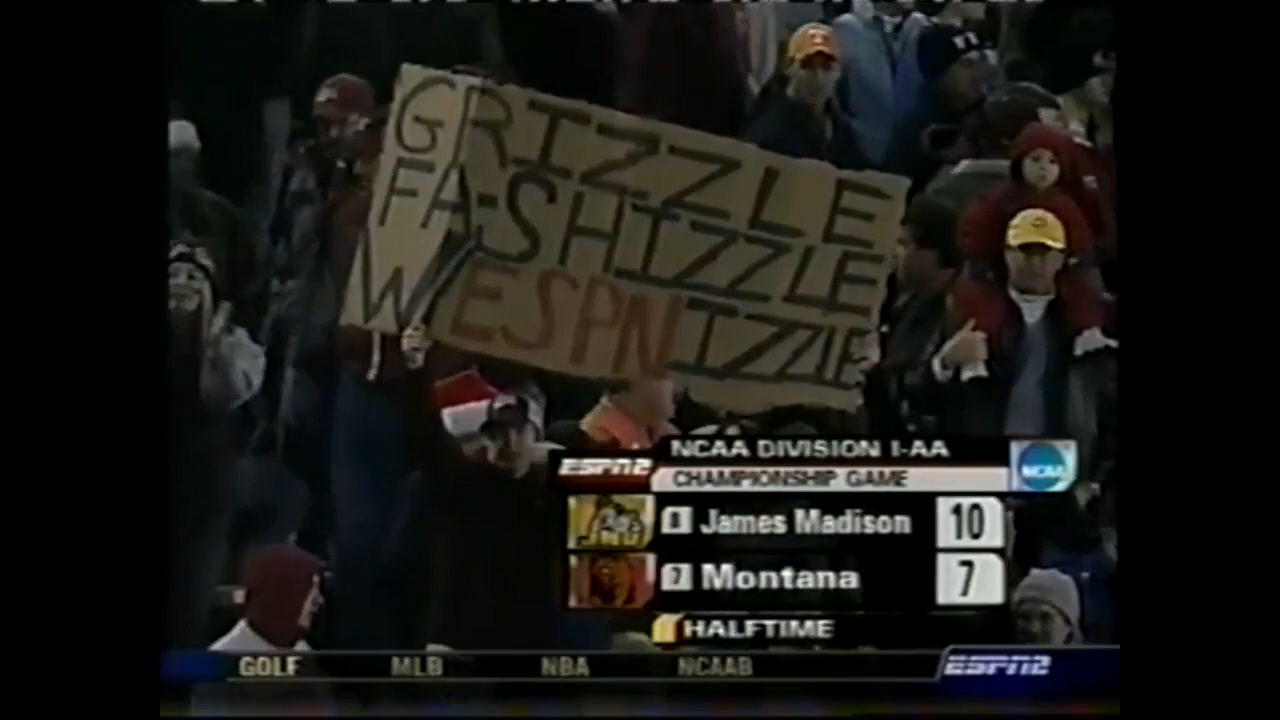 GRIZZLE
FA-SHIZZLE
WESPNIZZLE
ESPN2
NCAA DIVISION I-AA
CHAMPIONSHIP GAME
NCAA
8 James Madison 10
7 Montana 7
HALFTIME
GOLF MLB NBA NCAAB ESPN2